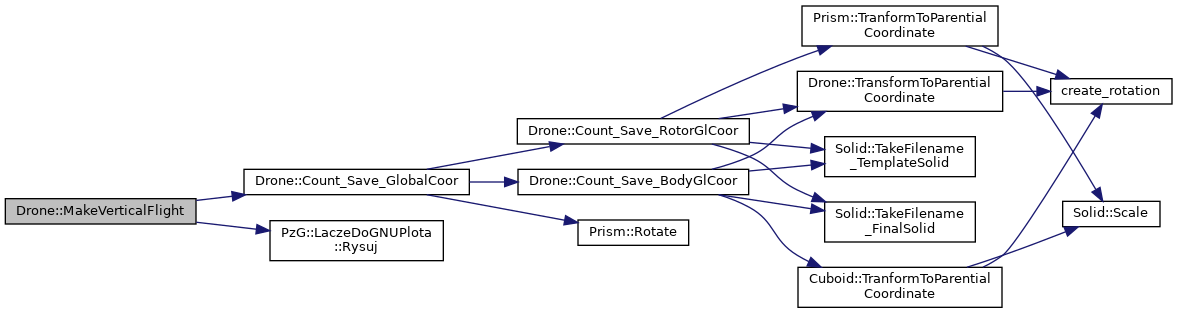 Drone::MakeVerticalFlight
Drone::Count_Save_GlobalCoor
PzG::LaczeDoGNUPlota
::Rysuj
Drone::Count_Save_RotorGlCoor
Drone::Count_Save_BodyGlCoor
Prism::Rotate
Prism::TranformToParential
Coordinate
Drone::TransformToParential
Coordinate
Solid::TakeFilename
_TemplateSolid
Solid::TakeFilename
_FinalSolid
Cuboid::TranformToParential
Coordinate
create_rotation
Solid::Scale